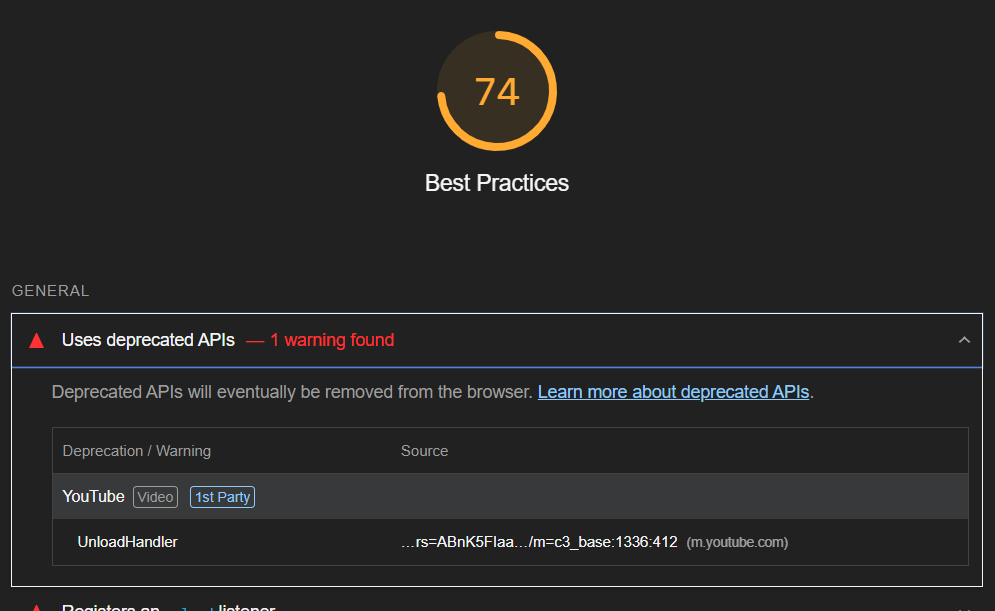 74
Best Practices
GENERAL
Uses deprecated APIs — 1 warning found
Deprecated APIs will eventually be removed from the browser. Learn more about deprecated APIs.
Deprecation / Warning Source
YouTube Video 1st Party
UnloadHandler …rs=ABnK5FIaa…/m=c3_base:1336:412 (m.youtube.com)
Registers an listener